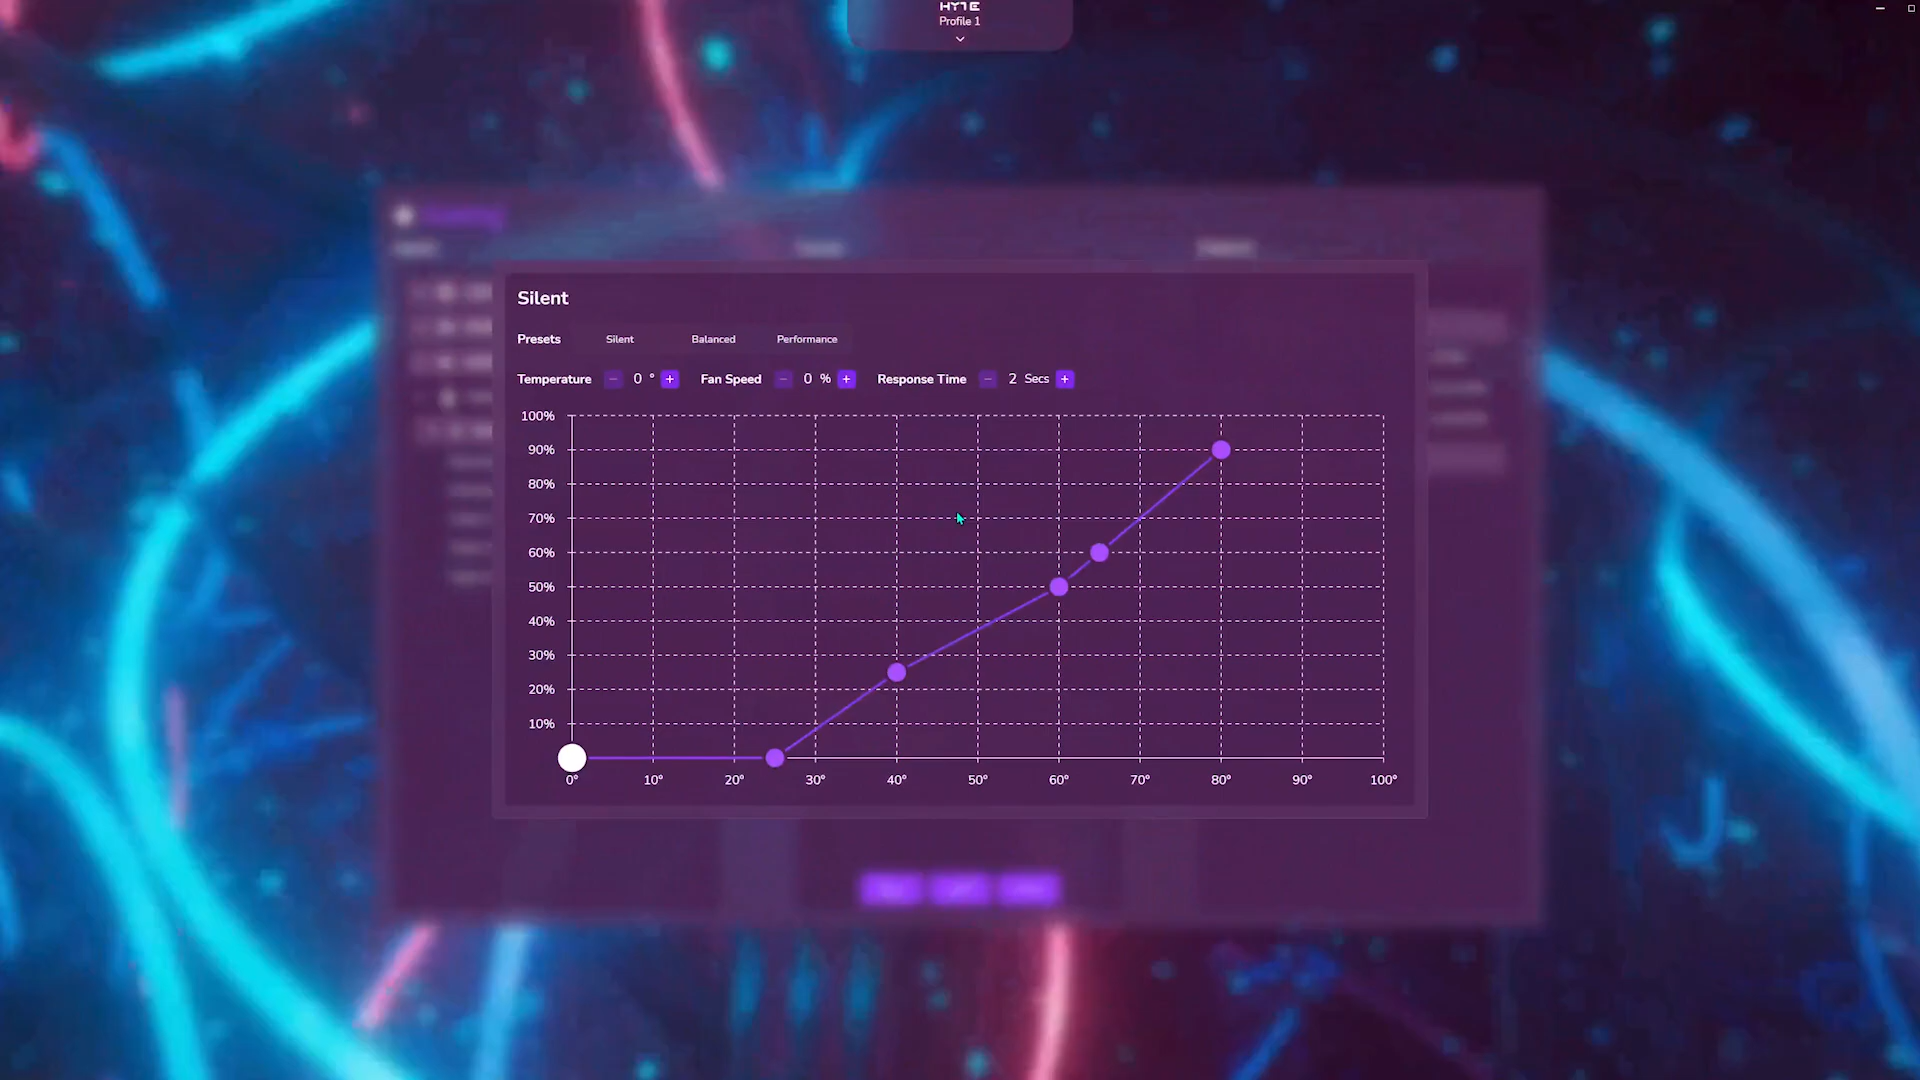 HYTE
Profile 1
Silent
Presets Silent Balanced Performance
Temperature − 0 ° + Fan Speed − 0 % + Response Time − 2 Secs +
100%
90%
80%
70%
60%
50%
40%
30%
20%
10%
0° 10° 20° 30° 40° 50° 60° 70° 80° 90° 100°